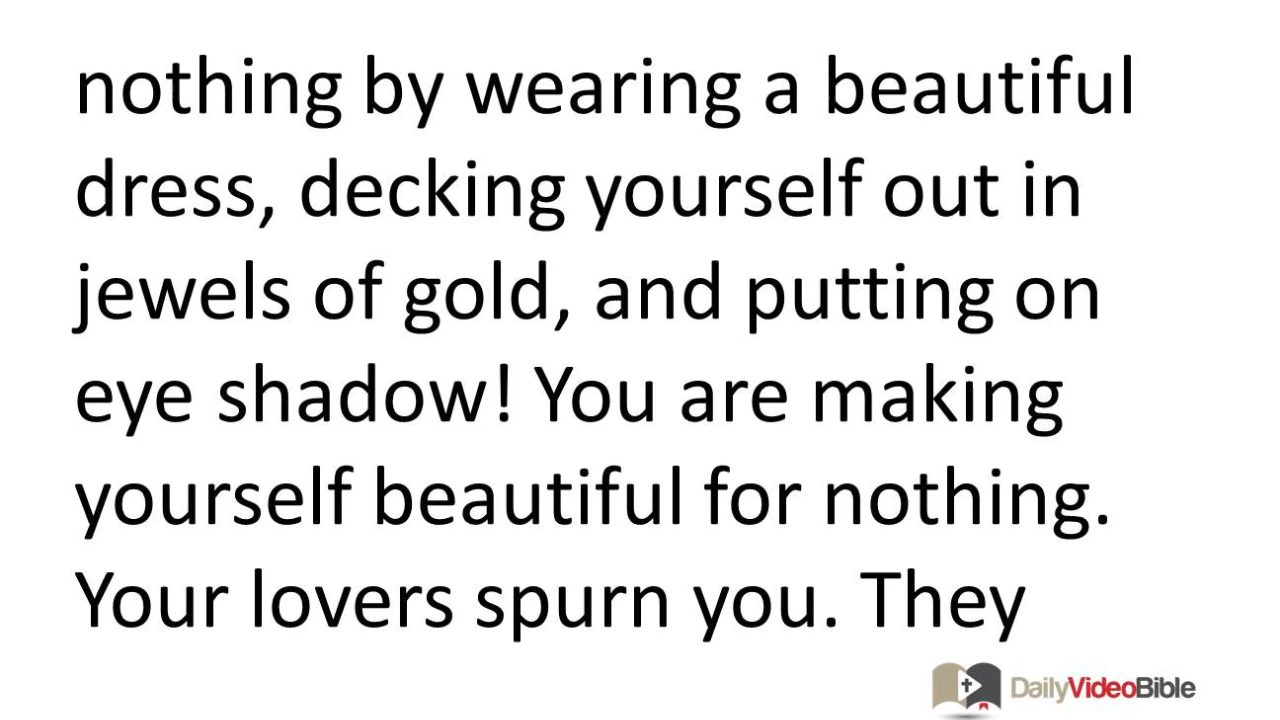 nothing by wearing a beautiful
dress, decking yourself out in
jewels of gold, and putting on
eye shadow! You are making
yourself beautiful for nothing.
Your lovers spurn you. They
DailyVideoBible